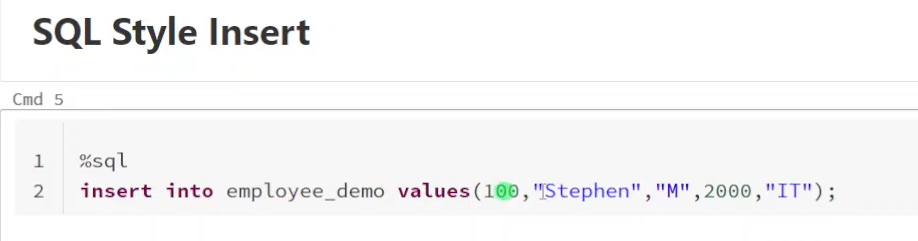 SQL Style Insert
Cmd 5
1 %sql
2 insert into employee_demo values(100,"Stephen","M",2000,"IT");